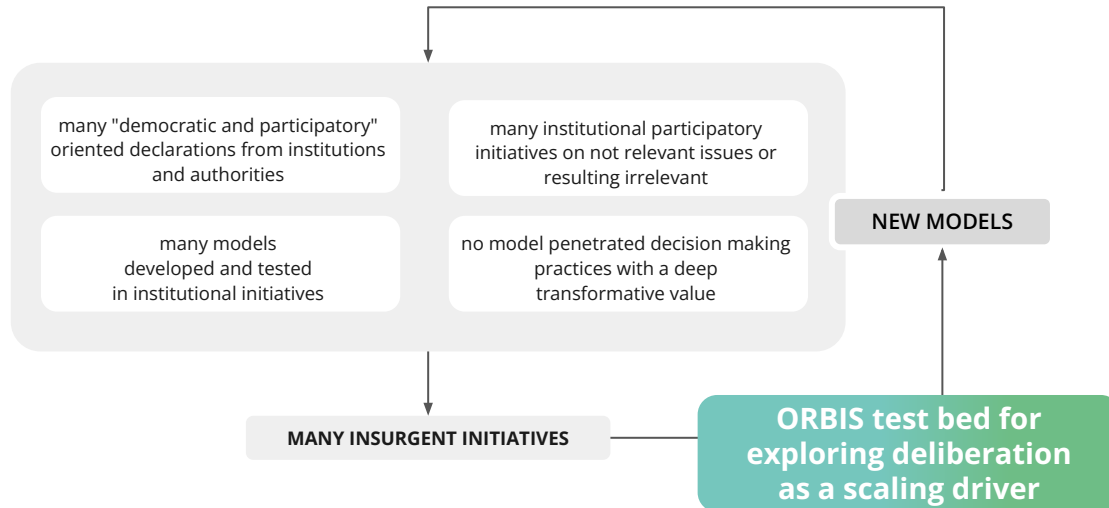 many "democratic and participatory"
oriented declarations from institutions
and authorities
many institutional participatory
initiatives on not relevant issues or
resulting irrelevant
many models
developed and tested
in institutional initiatives
no model penetrated decision making
practices with a deep
transformative value
NEW MODELS
MANY INSURGENT INITIATIVES
ORBIS test bed for
exploring deliberation
as a scaling driver